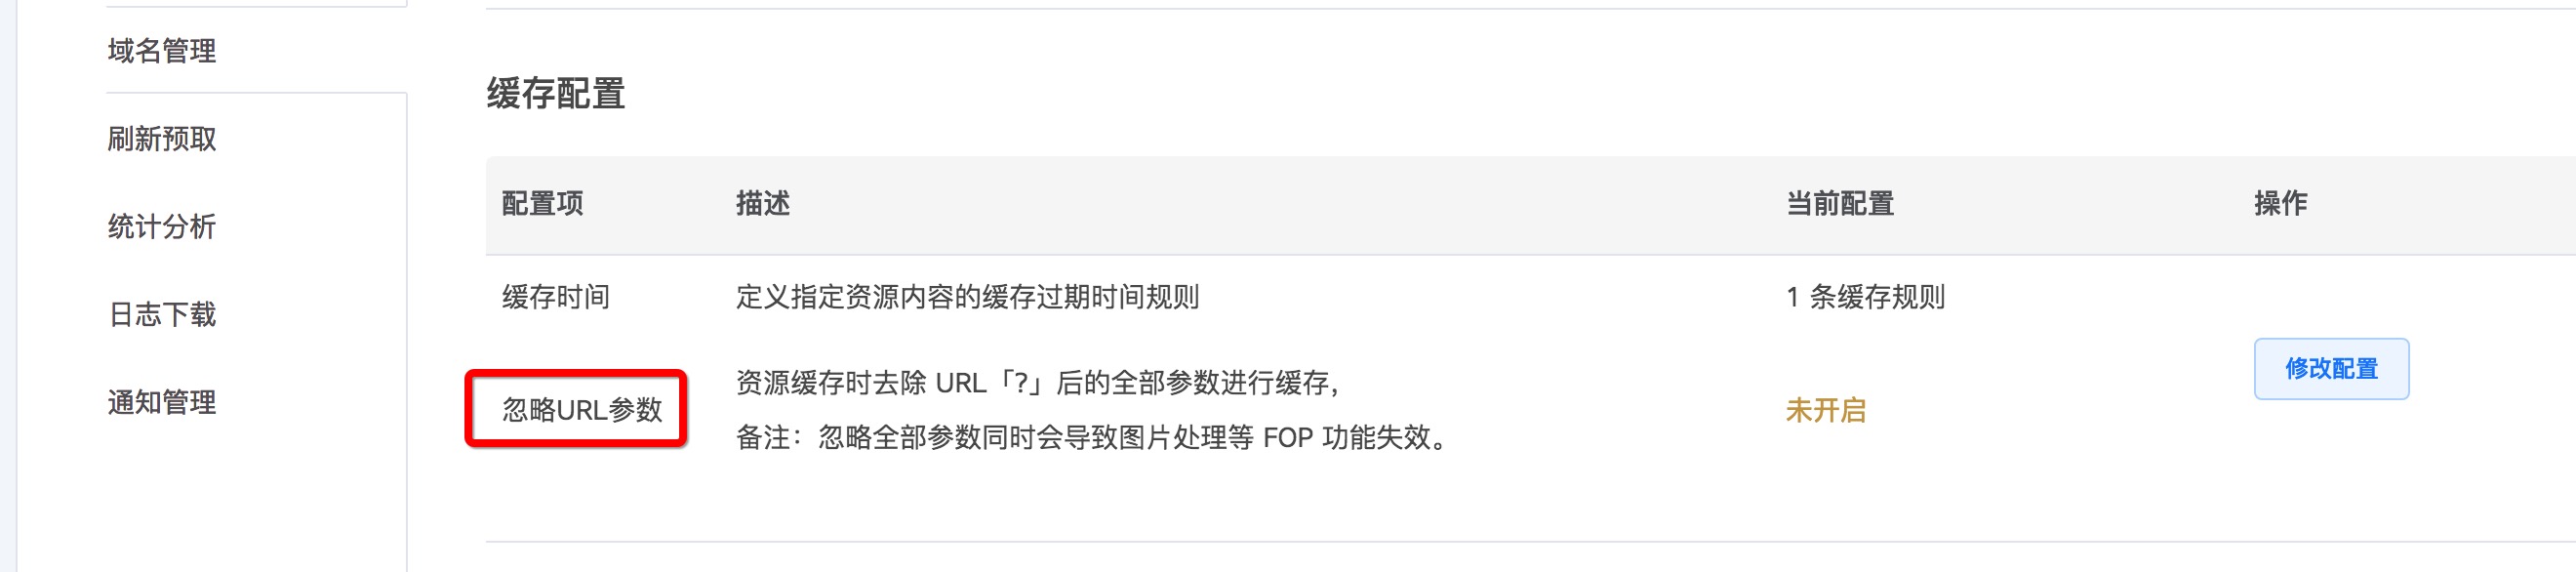 域名管理
刷新预取
统计分析
日志下载
通知管理
缓存配置
配置项 描述 当前配置 操作
缓存时间 定义指定资源内容的缓存过期时间规则 1 条缓存规则
修改配置
忽略URL参数 资源缓存时去除 URL「?」后的全部参数进行缓存,
备注：忽略全部参数同时会导致图片处理等 FOP 功能失效。
未开启